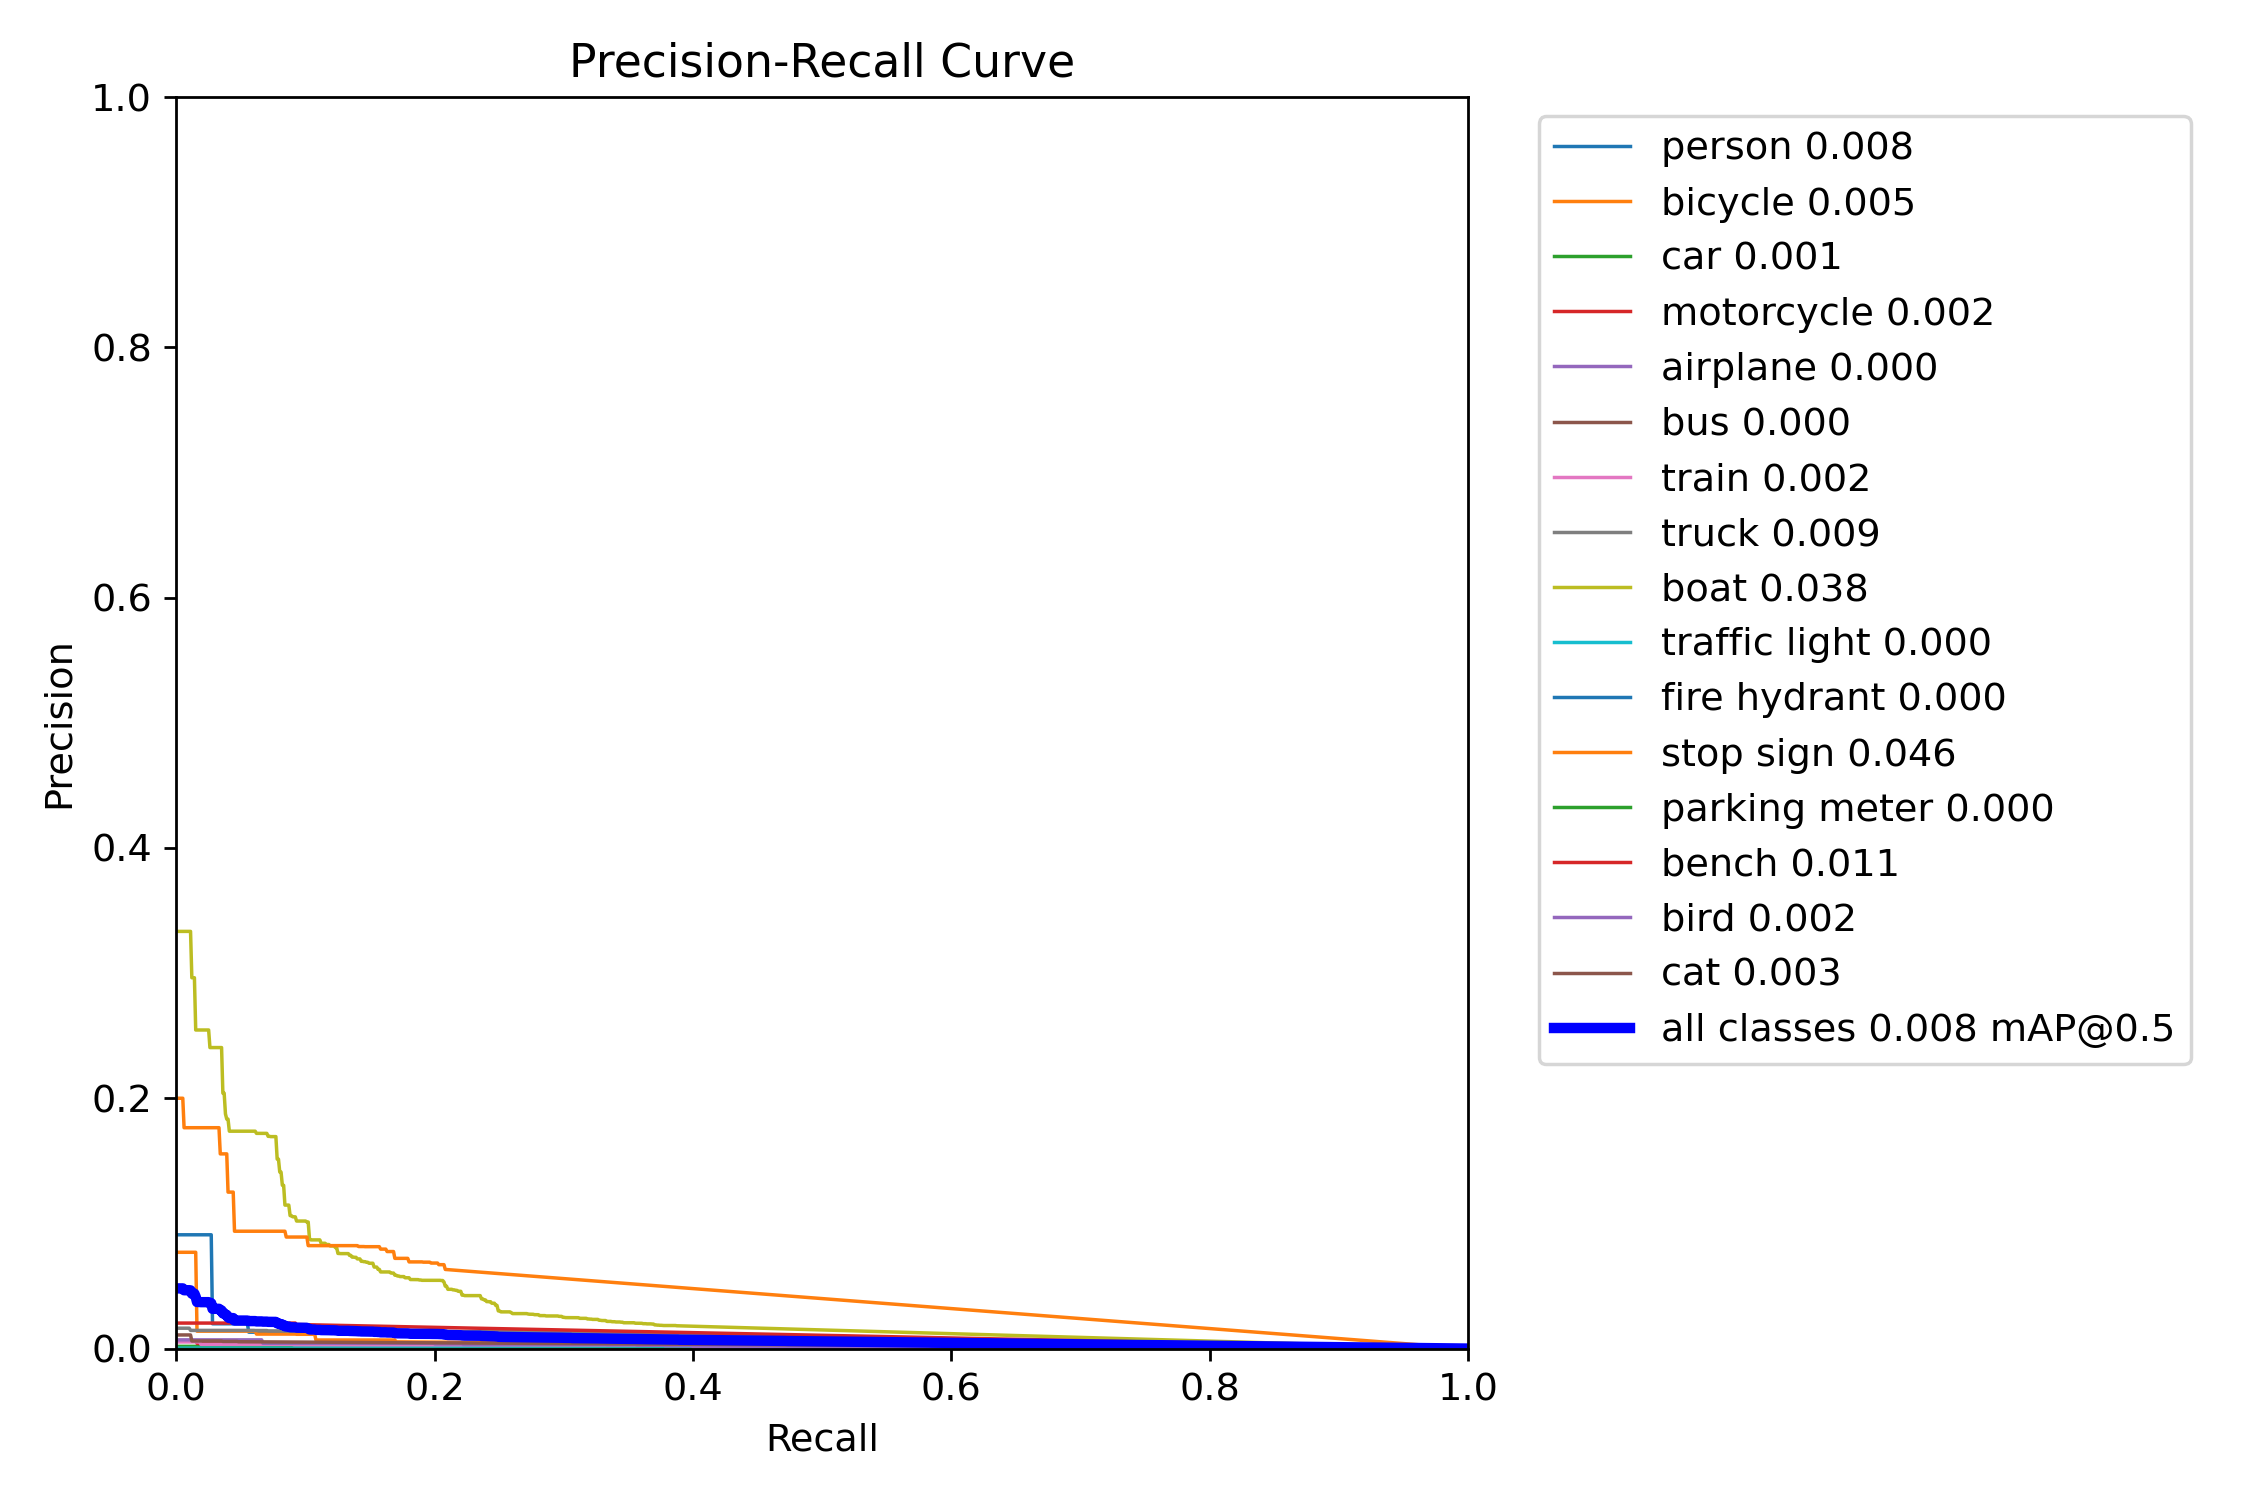 Precision-Recall Curve
1.0
0.8
0.6
0.4
0.2
0.0
Precision
0.0 0.2 0.4 0.6 0.8 1.0
Recall
person 0.008
bicycle 0.005
car 0.001
motorcycle 0.002
airplane 0.000
bus 0.000
train 0.002
truck 0.009
boat 0.038
traffic light 0.000
fire hydrant 0.000
stop sign 0.046
parking meter 0.000
bench 0.011
bird 0.002
cat 0.003
all classes 0.008 mAP@0.5